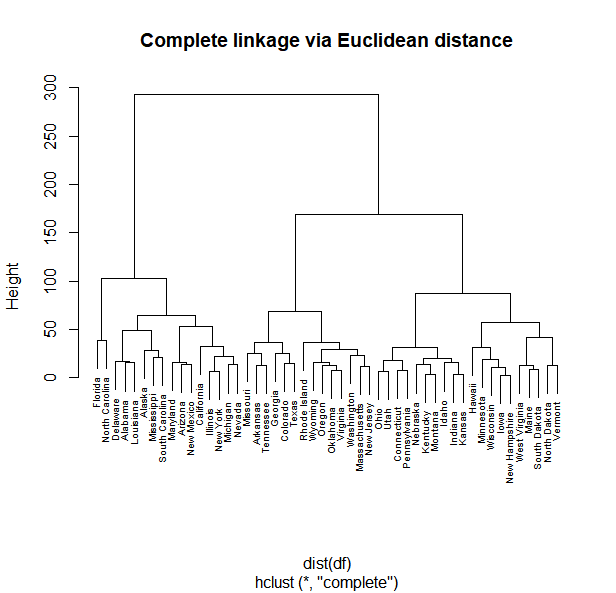 Complete linkage via Euclidean distance
Height
300
250
200
150
100
50
0
Florida
North Carolina
Delaware
Alabama
Louisiana
Alaska
Mississippi
South Carolina
Maryland
Arizona
New Mexico
California
Illinois
New York
Michigan
Nevada
Missouri
Arkansas
Tennessee
Georgia
Colorado
Texas
Rhode Island
Wyoming
Oregon
Oklahoma
Virginia
Washington
Massachusetts
New Jersey
Ohio
Utah
Connecticut
Pennsylvania
Nebraska
Kentucky
Montana
Idaho
Indiana
Kansas
Hawaii
Minnesota
Wisconsin
Iowa
New Hampshire
West Virginia
Maine
South Dakota
North Dakota
Vermont
dist(df)
hclust (*, "complete")